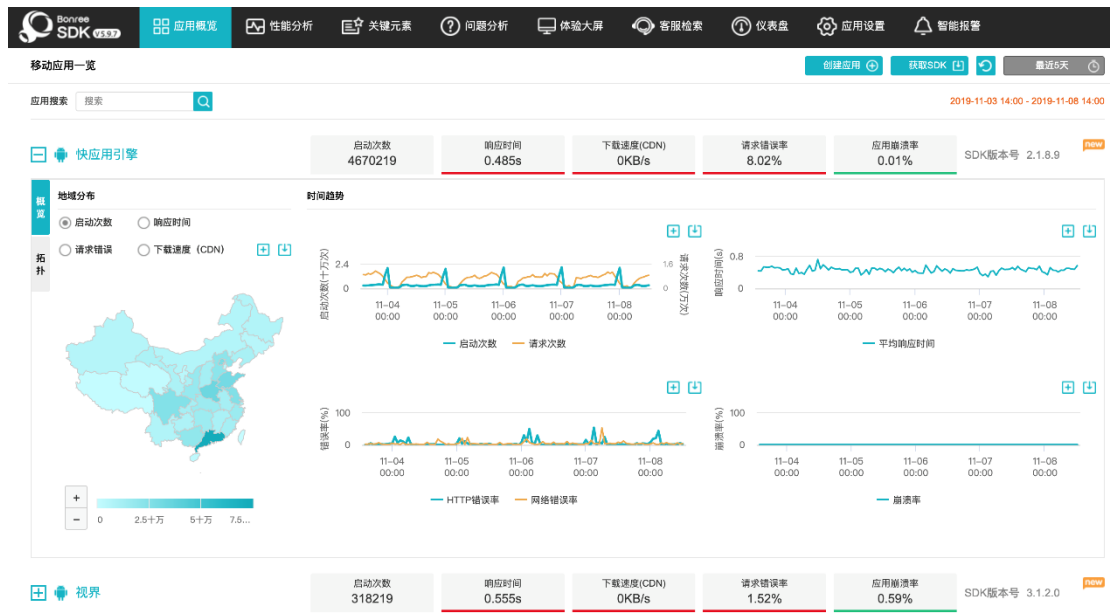 Bonree SDK V5.9.7 应用概览 性能分析 关键元素 问题分析 体验大屏 客服检索 仪表盘 应用设置 智能报警
移动应用一览 创建应用 获取SDK 最近5天
应用搜索 搜索 2019-11-03 14:00 - 2019-11-08 14:00
快应用引擎
启动次数 响应时间 下载速度(CDN) 请求错误率 应用崩溃率
4670219 0.485s 0KB/s 8.02% 0.01%
SDK版本号 2.1.8.9 new
概览
拓扑
地域分布
启动次数 响应时间
请求错误 下载速度 (CDN)
+
-
0 2.5十万 5十万 7.5...
时间趋势
启动次数(十万次)
2.4
0
1.6
0
请求次数(万次)
11-04 11-05 11-06 11-07 11-08
00:00 00:00 00:00 00:00 00:00
启动次数 请求次数
响应时间(s)
0.8
0
11-04 11-05 11-06 11-07 11-08
00:00 00:00 00:00 00:00 00:00
平均响应时间
错误率(%)
100
0
11-04 11-05 11-06 11-07 11-08
00:00 00:00 00:00 00:00 00:00
HTTP错误率 网络错误率
崩溃率(%)
100
0
11-04 11-05 11-06 11-07 11-08
00:00 00:00 00:00 00:00 00:00
崩溃率
视界
启动次数 响应时间 下载速度(CDN) 请求错误率 应用崩溃率
318219 0.555s 0KB/s 1.52% 0.59%
SDK版本号 3.1.2.0 new